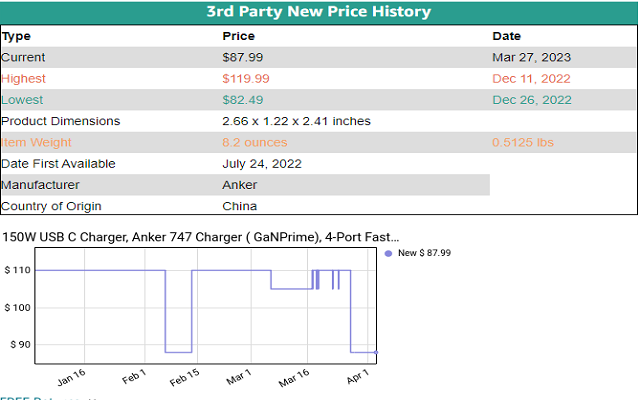 3rd Party New Price History
Type Price Date
Current $87.99 Mar 27, 2023
Highest $119.99 Dec 11, 2022
Lowest $82.49 Dec 26, 2022
Product Dimensions 2.66 x 1.22 x 2.41 inches
Item Weight 8.2 ounces 0.5125 lbs
Date First Available July 24, 2022
Manufacturer Anker
Country of Origin China
150W USB C Charger, Anker 747 Charger ( GaNPrime), 4-Port Fast...
New $ 87.99
$ 110
$ 100
$ 90
Jan 16 Feb 1 Feb 15 Mar 1 Mar 16 Apr 1